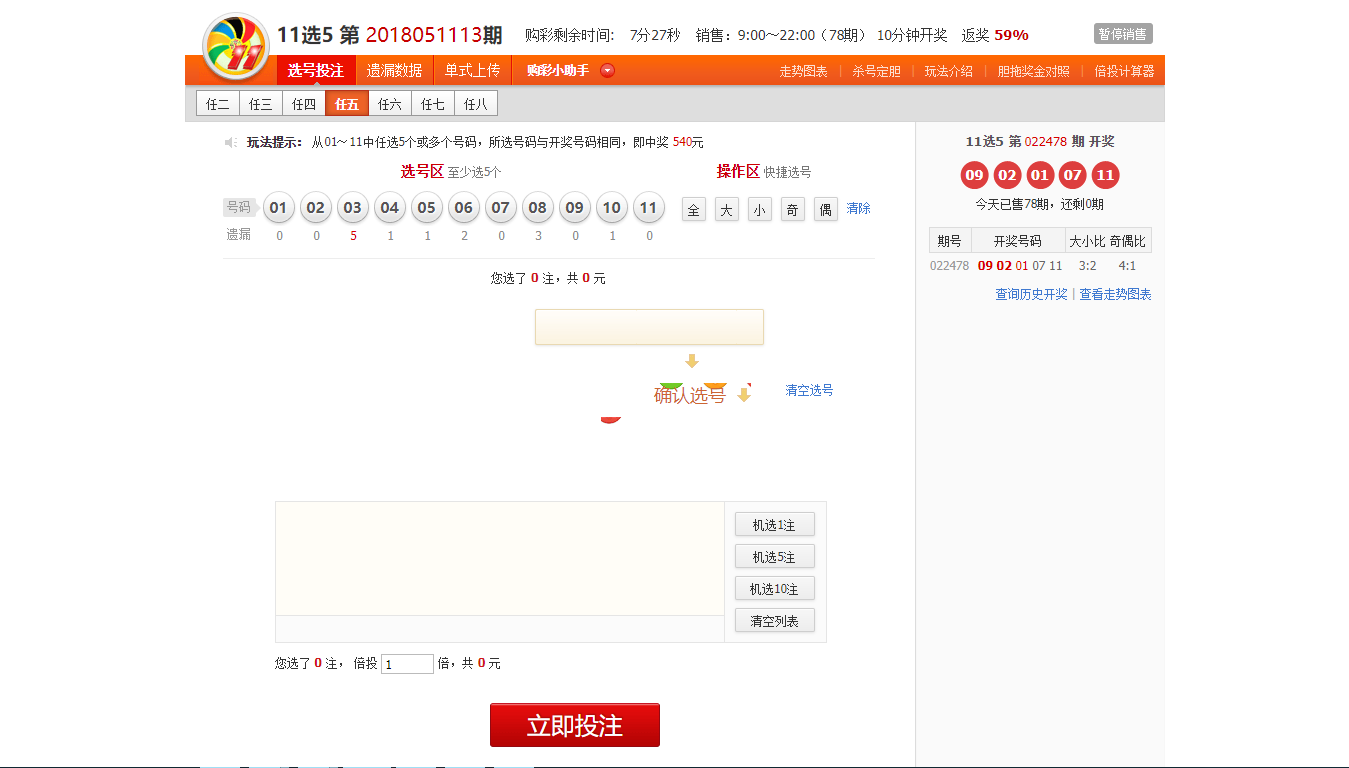 11选5 第 2018051113期 购彩剩余时间: 7分27秒 销售：9:00～22:00（78期） 10分钟开奖 返奖 59% 暂停销售
选号投注 遗漏数据 单式上传 购彩小助手 走势图表 | 杀号定胆 | 玩法介绍 | 胆拖奖金对照 | 倍投计算器
任二 任三 任四 任五 任六 任七 任八
玩法提示： 从01～11中任选5个或多个号码，所选号码与开奖号码相同，即中奖 540元
选号区 至少选5个 操作区 快捷选号
号码 01 02 03 04 05 06 07 08 09 10 11 全 大 小 奇 偶 清除
遗漏 0 0 5 1 1 2 0 3 0 1 0
您选了 0 注，共 0 元
确认选号 清空选号
机选1注
机选5注
机选10注
清空列表
您选了 0 注， 倍投 1 倍，共 0 元
立即投注
11选5 第 022478 期 开奖
09 02 01 07 11
今天已售78期，还剩0期
期号 开奖号码 大小比 奇偶比
022478 09 02 01 07 11 3:2 4:1
查询历史开奖 | 查看走势图表